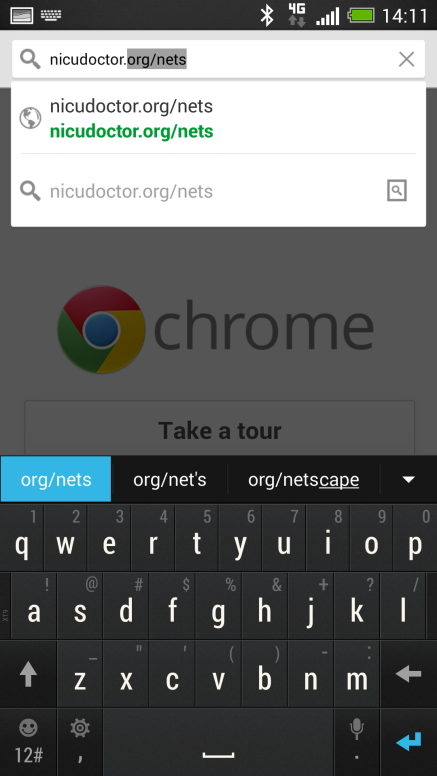 4G
14:11
nicudoctor.org/nets
nicudoctor.org/nets
nicudoctor.org/nets
nicudoctor.org/nets
chrome
Take a tour
org/nets org/net's org/netscape
1 2 3 4 5 6 7 8 9 0
q w e r t y u i o p
! @ # $ % & + ? /
XT9 a s d f g h j k l
_ " ' ( ) - :
z x c v b n m
12# , .